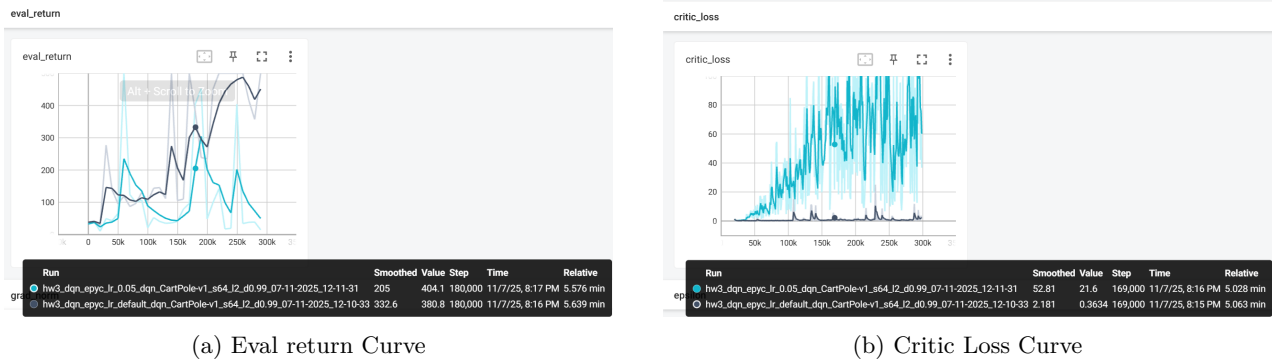 eval_return
eval_return
Alt + Scroll to Zoom
400
300
200
100
0
50k
100k
150k
200k
250k
300k
Run Smoothed Value Step Time Relative
hw3_dqn_epyc_lr_0.05_dqn_CartPole-v1_s64_l2_d0.99_07-11-2025_12-11-31 205 404.1 180,000 11/7/25, 8:17 PM 5.576 min
hw3_dqn_epyc_lr_default_dqn_CartPole-v1_s64_l2_d0.99_07-11-2025_12-10-33 332.6 380.8 180,000 11/7/25, 8:16 PM 5.639 min
(a) Eval return Curve
critic_loss
critic_loss
80
60
40
20
0
50k
100k
150k
200k
250k
300k
Run Smoothed Value Step Time Relative
hw3_dqn_epyc_lr_0.05_dqn_CartPole-v1_s64_l2_d0.99_07-11-2025_12-11-31 52.81 21.6 169,000 11/7/25, 8:16 PM 5.028 min
hw3_dqn_epyc_lr_default_dqn_CartPole-v1_s64_l2_d0.99_07-11-2025_12-10-33 2.181 0.3634 169,000 11/7/25, 8:15 PM 5.063 min
(b) Critic Loss Curve